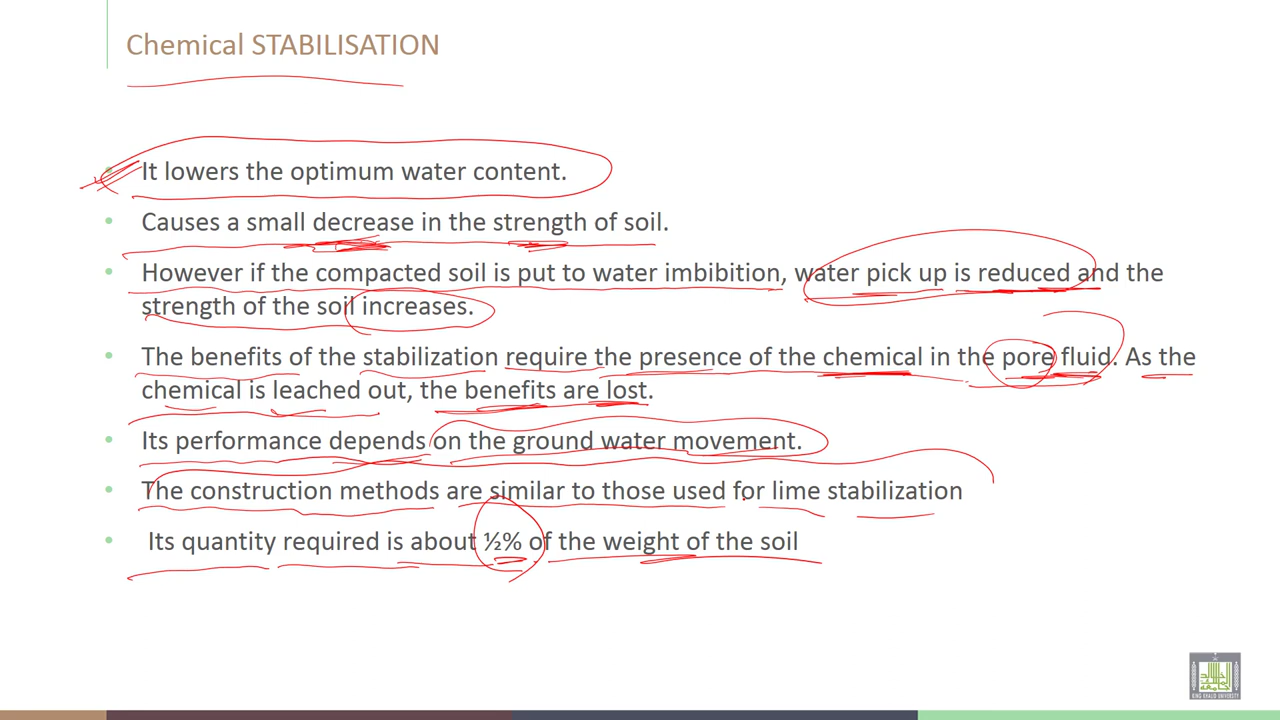 Chemical STABILISATION
• It lowers the optimum water content.
• Causes a small decrease in the strength of soil.
• However if the compacted soil is put to water imbibition, water pick up is reduced and the
strength of the soil increases.
• The benefits of the stabilization require the presence of the chemical in the pore fluid. As the
chemical is leached out, the benefits are lost.
• Its performance depends on the ground water movement.
• The construction methods are similar to those used for lime stabilization
• Its quantity required is about ½% of the weight of the soil
KING KHALID UNIVERSITY